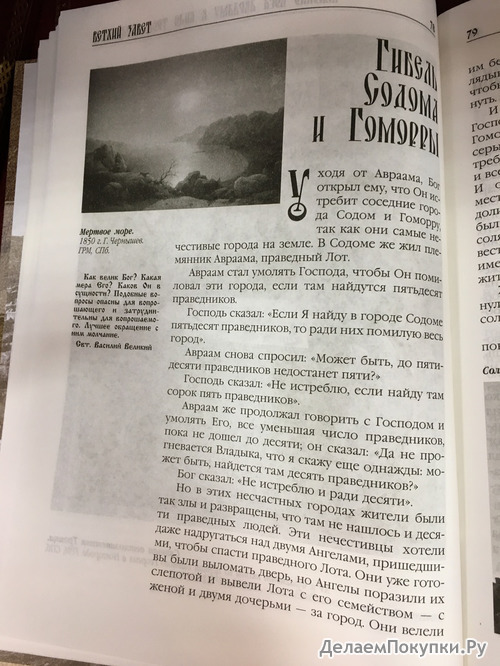 ВЕТХИЙ ЗАВЕТ
78
Гибель
Содома
и Гоморры
Мертвое море.
1850 г. Г. Чернышов.
ГРМ, СПб.
Как велик Бог? Какая
мера Его? Каков Он в
сущности? Подобные во-
просы опасны для вопро-
шающего и затрудни-
тельны для вопрошаемо-
го. Лучшее обращение с
ним молчание.
Свт. Василий Великий
Уходя от Авраама, Бог
открыл ему, что Он ис-
требит соседние горо-
да Содом и Гоморру,
так как они самые не-
честивые города на земле. В Содоме же жил пле-
мянник Авраама, праведный Лот.
Авраам стал умолять Господа, чтобы Он поми-
ловал эти города, если там найдутся пятьдесят
праведников.
Господь сказал: «Если Я найду в городе Содоме
пятьдесят праведников, то ради них помилую весь
город».
Авраам снова спросил: «Может быть, до пяти-
десяти праведников недостанет пяти?»
Господь сказал: «Не истреблю, если найду там
сорок пять праведников».
Авраам же продолжал говорить с Господом и
умолять Его, все уменьшая число праведников,
пока не дошел до десяти; он сказал: «Да не про-
гневается Владыка, что я скажу еще однажды: мо-
жет быть, найдется там десять праведников?»
Бог сказал: «Не истреблю и ради десяти».
Но в этих несчастных городах жители были
так злы и развращены, что там не нашлось и деся-
ти праведных людей. Эти нечестивцы хотели
даже надругаться над двумя Ангелами, пришедши-
ми, чтобы спасти праведного Лота. Они уже гото-
вы были выломать дверь, но Ангелы поразили их
слепотой и вывели Лота с его семейством — с
женой и двумя дочерьми — за город. Они велели
79
ДелаемПокупки.Ру